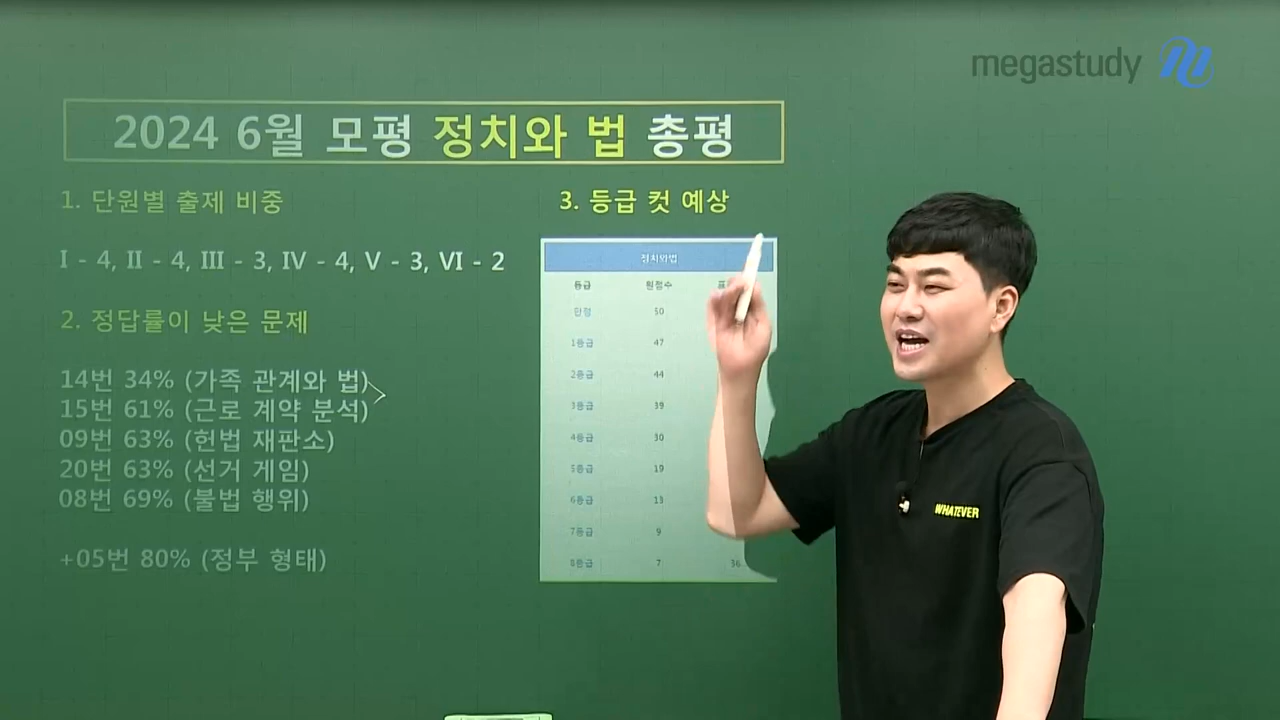 megastudy
2024 6월 모평 정치와 법 총평
1. 단원별 출제 비중
I - 4, II - 4, III - 3, IV - 4, V - 3, VI - 2
2. 정답률이 낮은 문제
14번 34% (가족 관계와 법)
15번 61% (근로 계약 분석)
09번 63% (헌법 재판소)
20번 63% (선거 게임)
08번 69% (불법 행위)
+05번 80% (정부 형태)
3. 등급 컷 예상
정치와법
등급 원점수
만점 50
1등급 47
2등급 44
3등급 39
4등급 30
5등급 19
6등급 13
7등급 9
8등급 7 36
WHATEVER